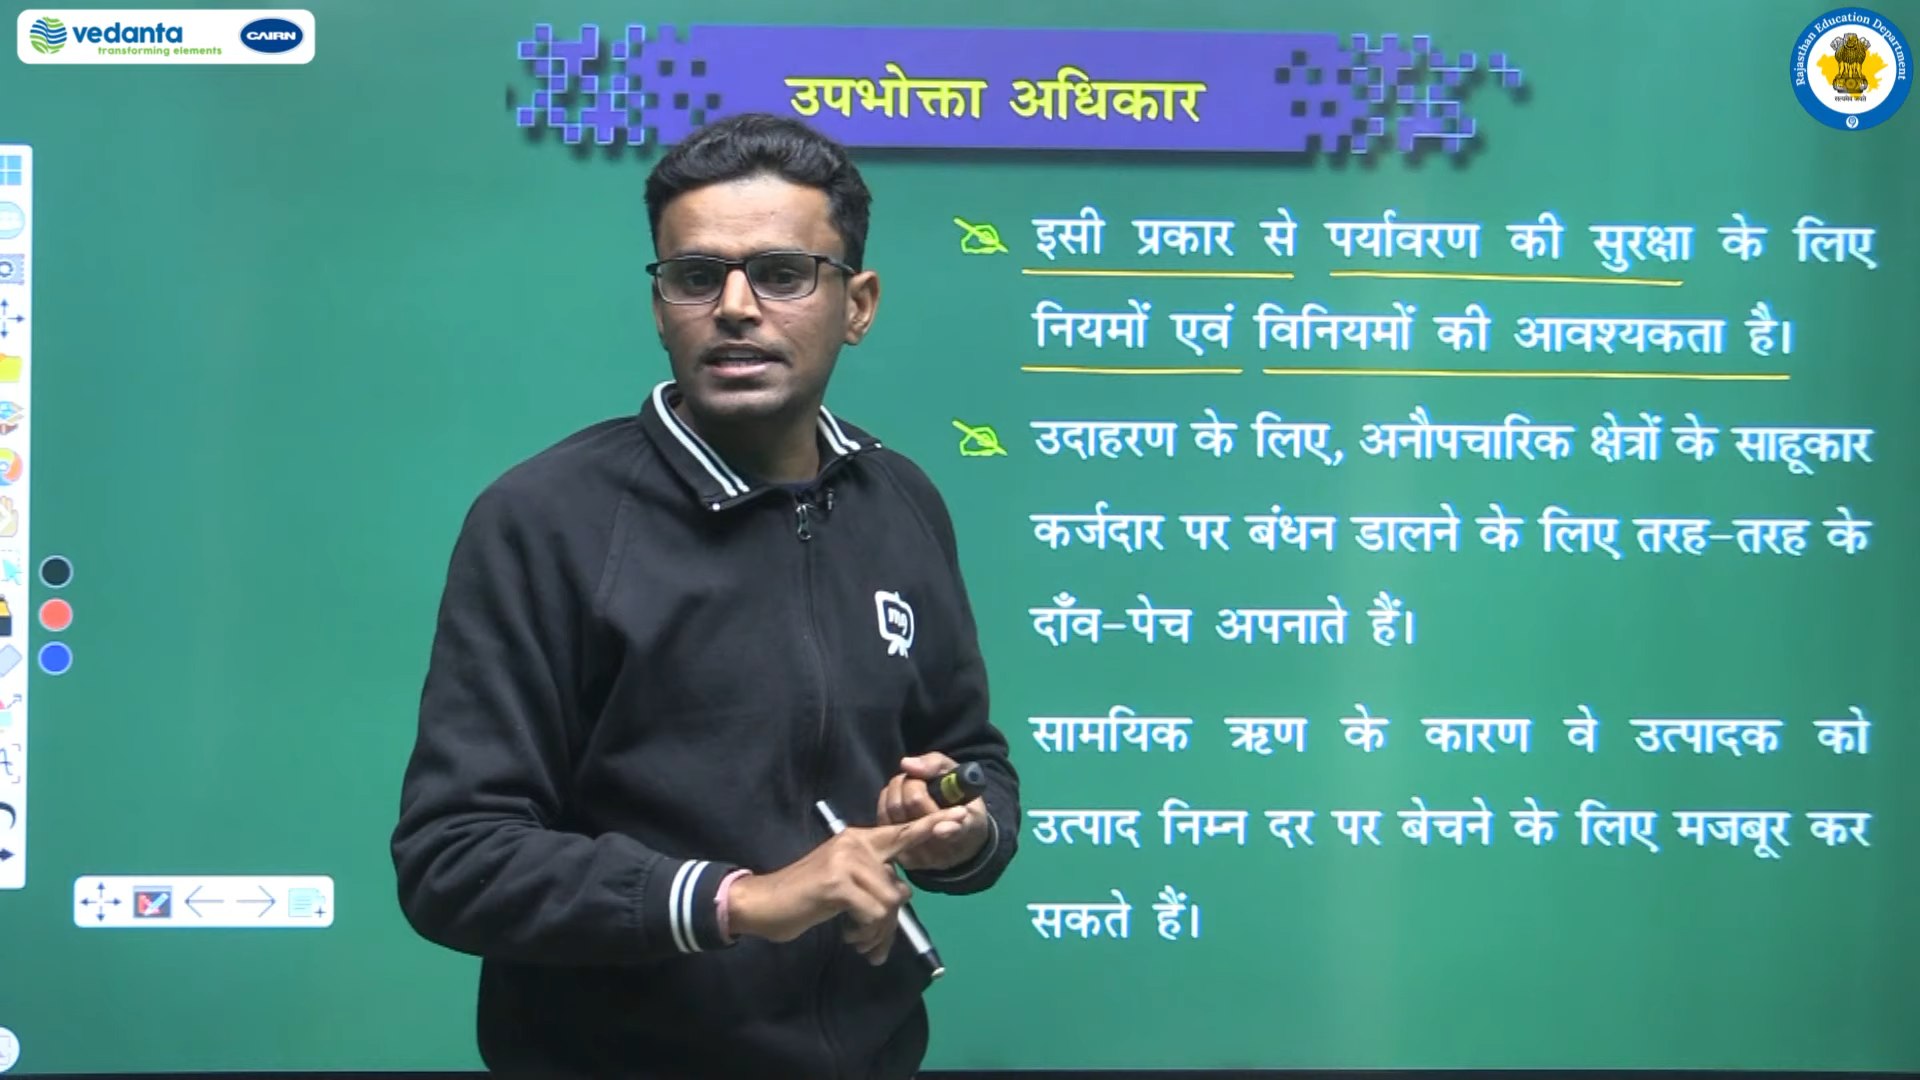 vedanta
transforming elements
CAIRN
Rajasthan Education Department
उपभोक्ता अधिकार
इसी प्रकार से पर्यावरण की सुरक्षा के लिए
नियमों एवं विनियमों की आवश्यकता है।
उदाहरण के लिए, अनौपचारिक क्षेत्रों के साहूकार
कर्जदार पर बंधन डालने के लिए तरह-तरह के
दाँव-पेच अपनाते हैं।
सामयिक ऋण के कारण वे उत्पादक को
उत्पाद निम्न दर पर बेचने के लिए मजबूर कर
सकते हैं।
mg